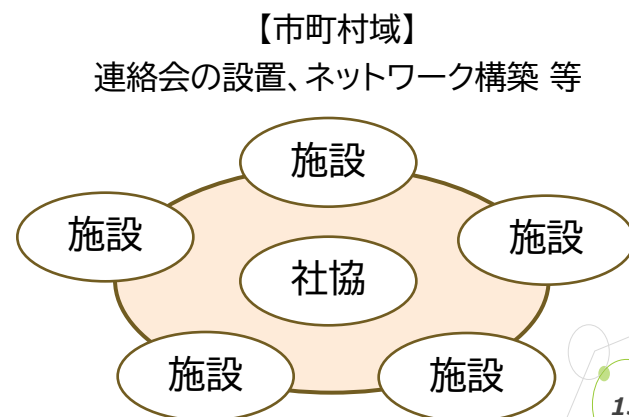 【市町村域】
連絡会の設置、ネットワーク構築 等
施設
施設
施設
社協
施設
施設